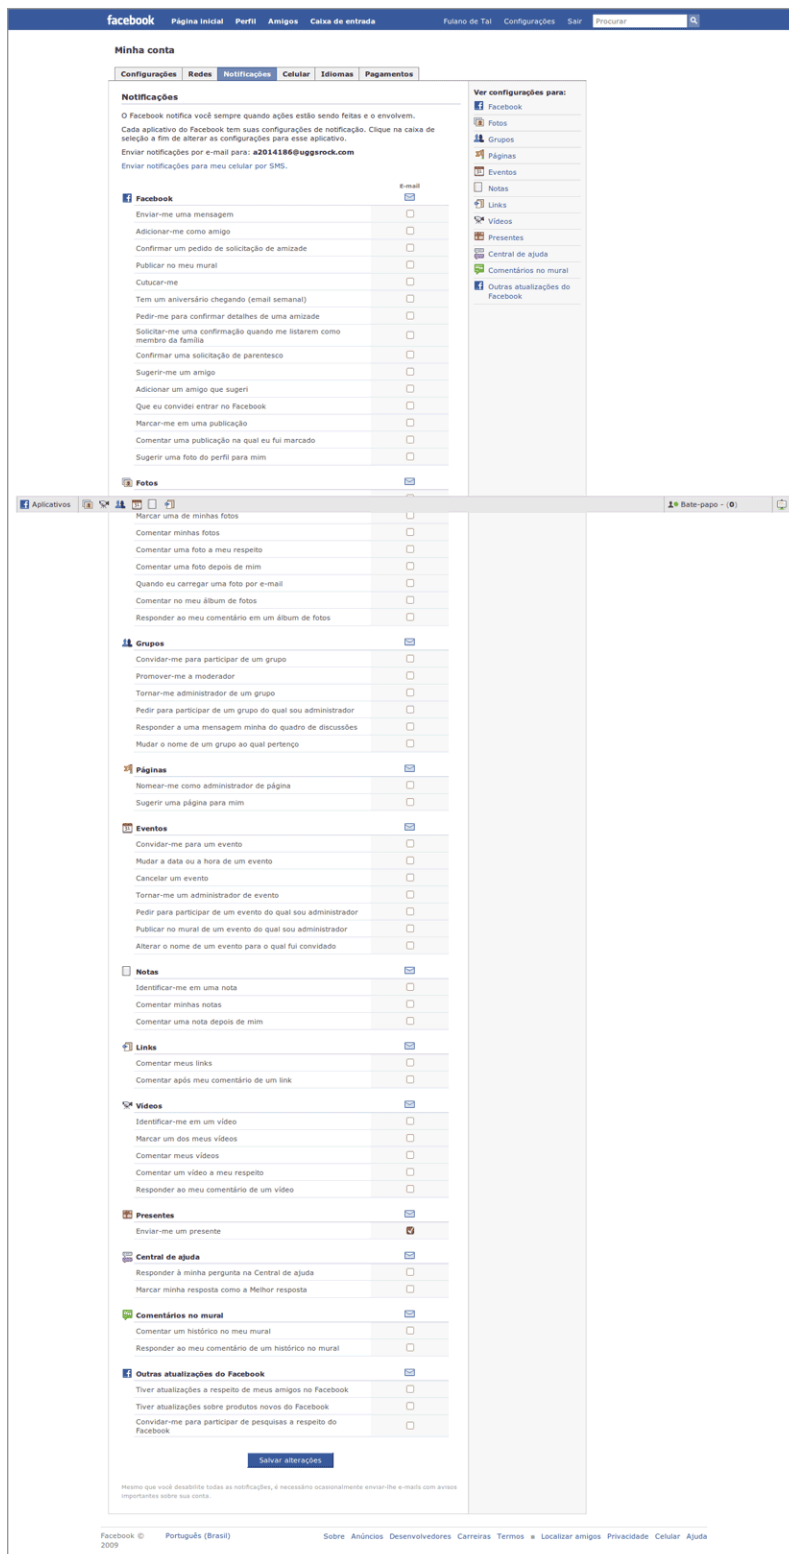 facebook Página inicial Perfil Amigos Caixa de entrada Fulano de Tal Configurações Sair Procurar
Minha conta
Configurações Redes Notificações Celular Idiomas Pagamentos
Notificações
O Facebook notifica você sempre quando ações estão sendo feitas e o envolvem.
Cada aplicativo do Facebook tem suas configurações de notificação. Clique na caixa de
seleção a fim de alterar as configurações para esse aplicativo.
Enviar notificações por e-mail para: a2014186@uggsrock.com
Enviar notificações para meu celular por SMS.
E-mail
Facebook
Enviar-me uma mensagem
Adicionar-me como amigo
Confirmar um pedido de solicitação de amizade
Publicar no meu mural
Cutucar-me
Tem um aniversário chegando (email semanal)
Pedir-me para confirmar detalhes de uma amizade
Solicitar-me uma confirmação quando me listarem como
membro da família
Confirmar uma solicitação de parentesco
Sugerir-me um amigo
Adicionar um amigo que sugeri
Que eu convidei entrar no Facebook
Marcar-me em uma publicação
Comentar uma publicação na qual eu fui marcado
Sugerir uma foto do perfil para mim
Fotos
Aplicativos Bate-papo - (0)
Marcar uma de minhas fotos
Comentar minhas fotos
Comentar uma foto a meu respeito
Comentar uma foto depois de mim
Quando eu carregar uma foto por e-mail
Comentar no meu álbum de fotos
Responder ao meu comentário em um álbum de fotos
Grupos
Convidar-me para participar de um grupo
Promover-me a moderador
Tornar-me administrador de um grupo
Pedir para participar de um grupo do qual sou administrador
Responder a uma mensagem minha do quadro de discussões
Mudar o nome de um grupo ao qual pertenço
Páginas
Nomear-me como administrador de página
Sugerir uma página para mim
Eventos
Convidar-me para um evento
Mudar a data ou a hora de um evento
Cancelar um evento
Tornar-me um administrador de evento
Pedir para participar de um evento do qual sou administrador
Publicar no mural de um evento do qual sou administrador
Alterar o nome de um evento para o qual fui convidado
Notas
Identificar-me em uma nota
Comentar minhas notas
Comentar uma nota depois de mim
Links
Comentar meus links
Comentar após meu comentário de um link
Vídeos
Identificar-me em um vídeo
Marcar um dos meus vídeos
Comentar meus vídeos
Comentar um vídeo a meu respeito
Responder ao meu comentário de um vídeo
Presentes
Enviar-me um presente
Central de ajuda
Responder à minha pergunta na Central de ajuda
Marcar minha resposta como a Melhor resposta
Comentários no mural
Comentar um histórico no meu mural
Responder ao meu comentário de um histórico no mural
Outras atualizações do Facebook
Tiver atualizações a respeito de meus amigos no Facebook
Tiver atualizações sobre produtos novos do Facebook
Convidar-me para participar de pesquisas a respeito do
Facebook
Salvar alterações
Mesmo que você desabilite todas as notificações, é necessário ocasionalmente enviar-lhe e-mails com avisos
importantes sobre sua conta.
Ver configurações para:
Facebook
Fotos
Grupos
Páginas
Eventos
Notas
Links
Vídeos
Presentes
Central de ajuda
Comentários no mural
Outras atualizações do
Facebook
Facebook © Português (Brasil) Sobre Anúncios Desenvolvedores Carreiras Termos Localizar amigos Privacidade Celular Ajuda
2009